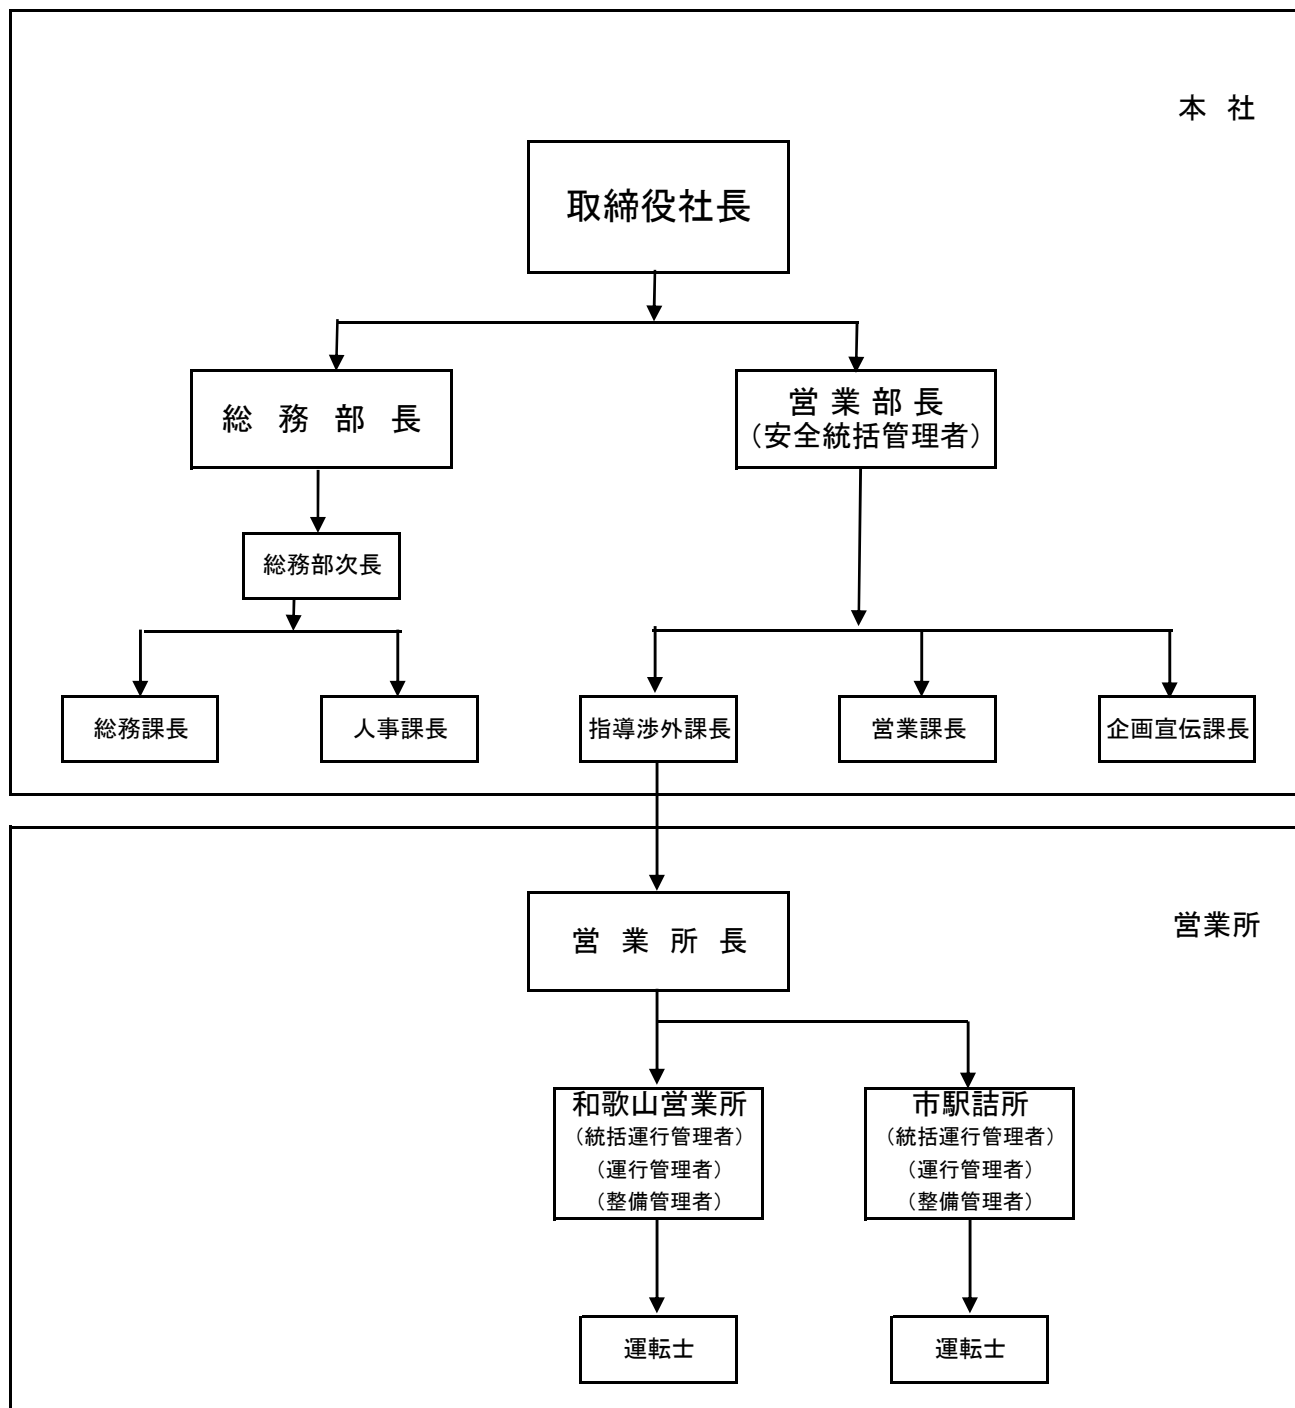 本 社
取締役社長
総 務 部 長
営 業 部 長
（安全統括管理者）
総務部次長
総務課長
人事課長
指導渉外課長
営業課長
企画宣伝課長
営業所
営 業 所 長
和歌山営業所
（統括運行管理者）
（運行管理者）
（整備管理者）
市駅詰所
（統括運行管理者）
（運行管理者）
（整備管理者）
運転士
運転士